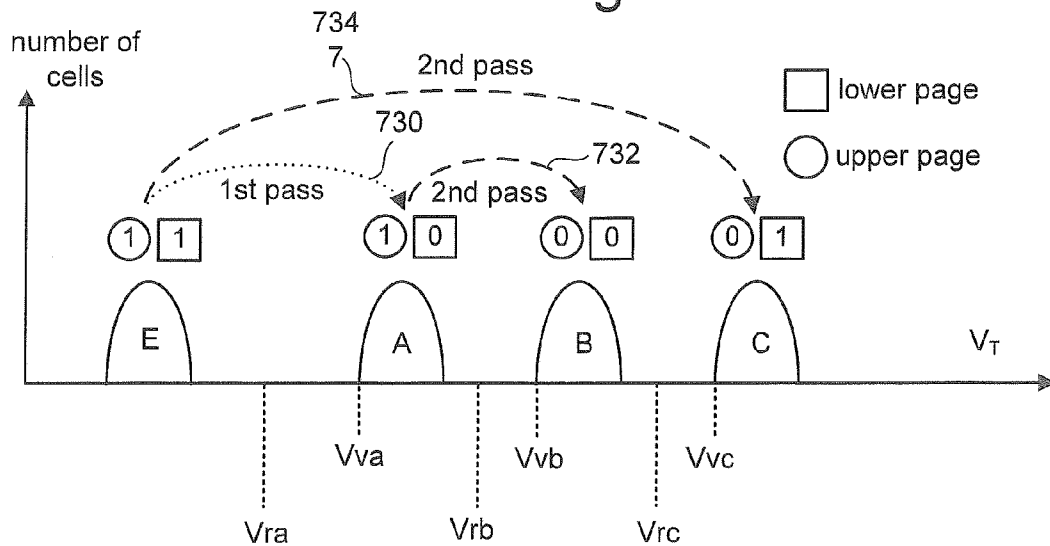 g
734
number of
cells
7
2nd pass
lower page
730
732
upper page
1st pass
2nd pass
1 1
1 0
0 0
0 1
E
A
B
C
VT
Vva
Vvb
Vvc
Vra
Vrb
Vrc